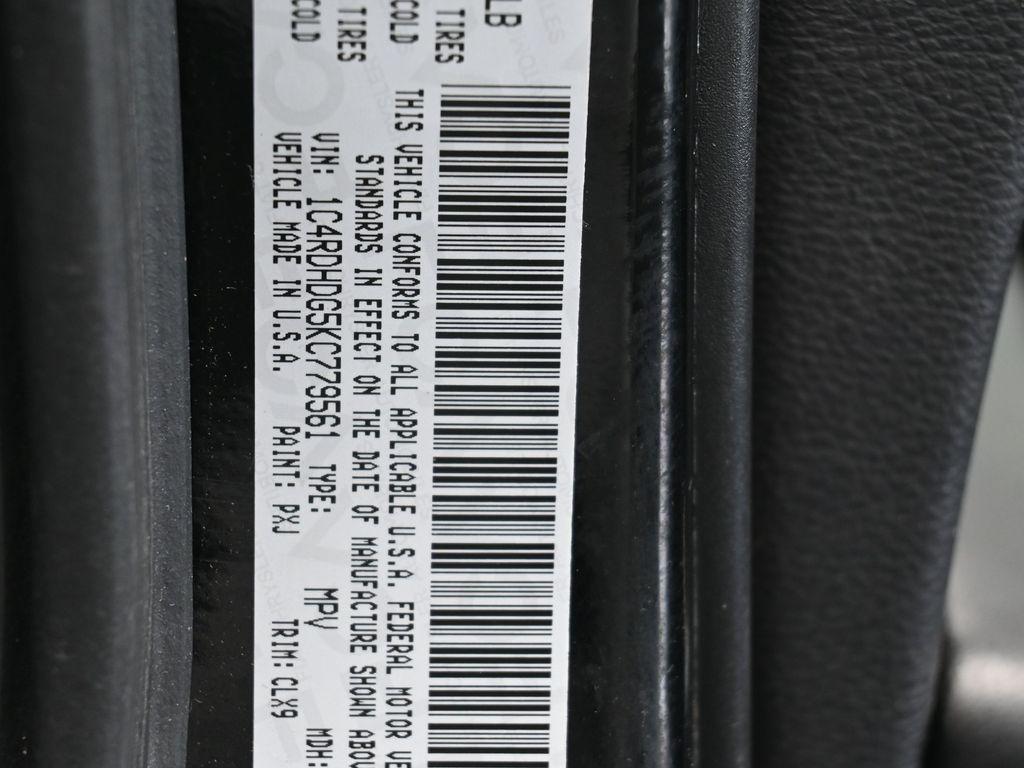 LB
TIRES COLD
TIRES COLD
THIS VEHICLE CONFORMS TO ALL APPLICABLE U.S.A. FEDERAL MOTOR VE
STANDARDS IN EFFECT ON THE DATE OF MANUFACTURE SHOWN ABOV
VIN: 1C4RDHDG5KC779561 TYPE: MPV MDH:
VEHICLE MADE IN U.S.A. PAINT: PXJ TRIM: CLX9